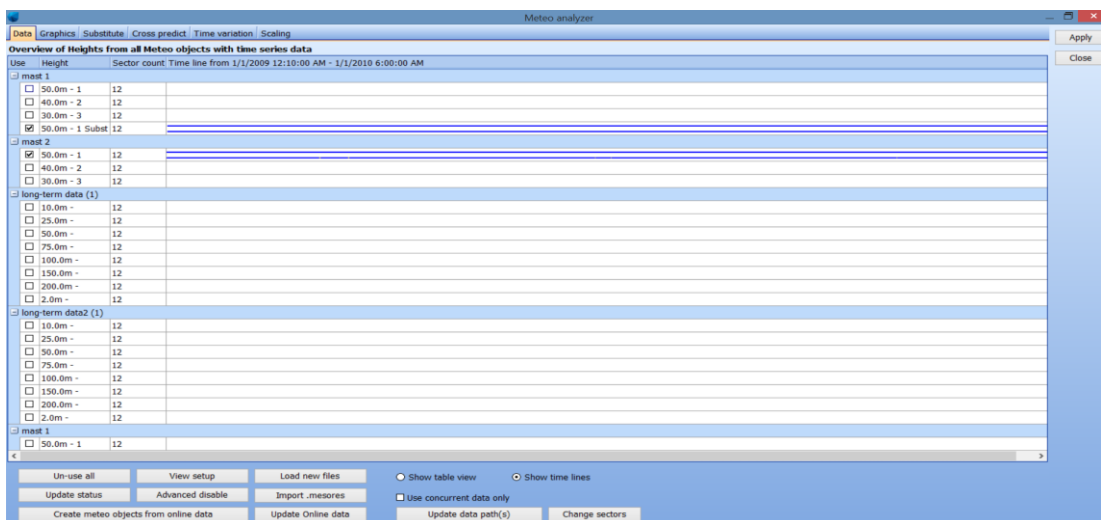 Meteo analyzer
Data Graphics Substitute Cross predict Time variation Scaling
Apply
Overview of Heights from all Meteo objects with time series data
Close
Use Height Sector count Time line from 1/1/2009 12:10:00 AM - 1/1/2010 6:00:00 AM
mast 1
50.0m - 1 12
40.0m - 2 12
30.0m - 3 12
50.0m - 1 Subst 12
mast 2
50.0m - 1 12
40.0m - 2 12
30.0m - 3 12
long-term data (1)
10.0m - 12
25.0m - 12
50.0m - 12
75.0m - 12
100.0m - 12
150.0m - 12
200.0m - 12
2.0m - 12
long-term data2 (1)
10.0m - 12
25.0m - 12
50.0m - 12
75.0m - 12
100.0m - 12
150.0m - 12
200.0m - 12
2.0m - 12
mast 1
50.0m - 1 12
Un-use all View setup Load new files Show table view Show time lines
Update status Advanced disable Import .mesores Use concurrent data only
Create meteo objects from online data Update Online data Update data path(s) Change sectors